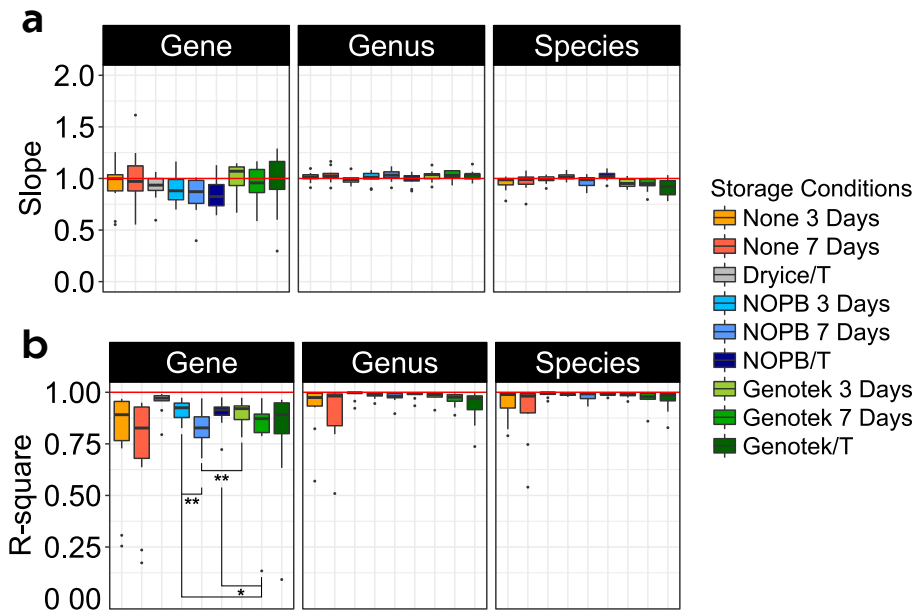 a
Gene Genus Species
2.0
1.5
1.0
0.5
0.0
Slope
Storage Conditions
None 3 Days
None 7 Days
Dryice/T
NOPB 3 Days
NOPB 7 Days
NOPB/T
Genotek 3 Days
Genotek 7 Days
Genotek/T
b
Gene Genus Species
1 00
0.75
0.50
0.25
0 00
R-square
**
**
*